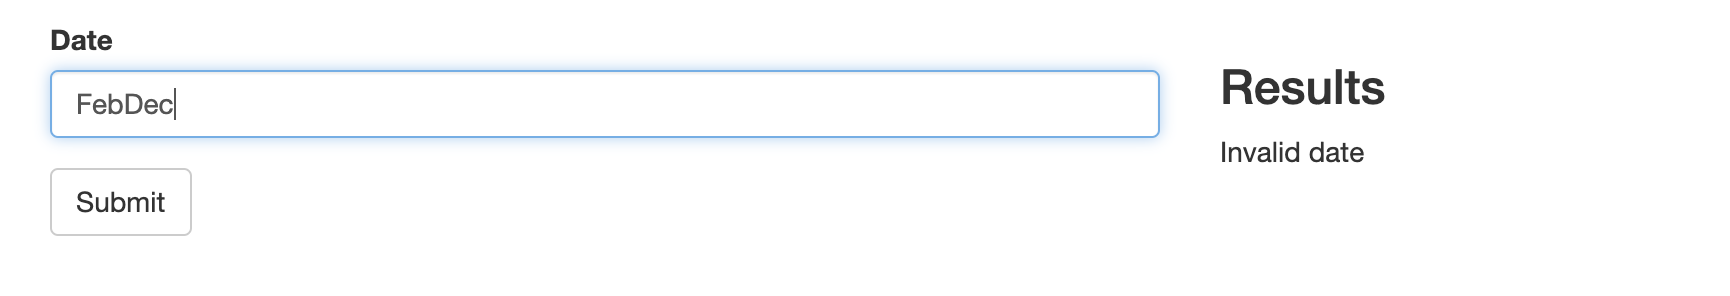 Date
FebDec
Submit
Results
Invalid date